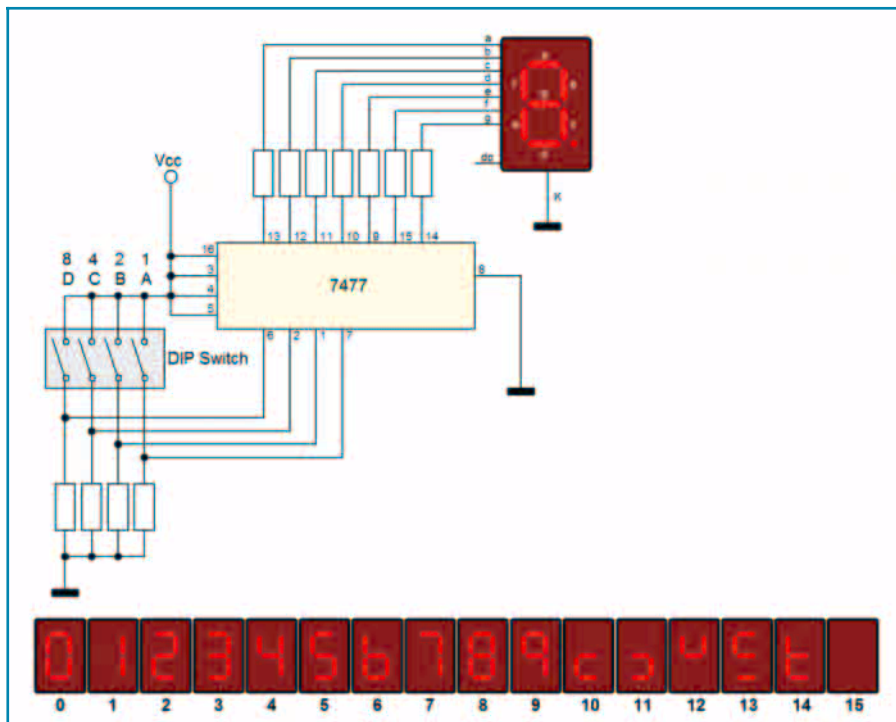 a
b
c
d
e
f
g
dp
K
Vcc
13 12 11 10 9 15 14
16
3
4
5
7477
8
8 4 2 1
D C B A
6 2 1 7
DIP Switch
0 1 2 3 4 5 6 7 8 9 10 11 12 13 14 15